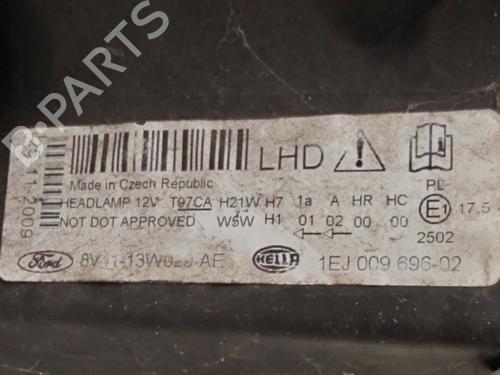 LHD
11-2009
Made in Czech Republic
HEADLAMP 12V T97CA H21W H7 1a A HR HC
NOT DOT APPROVED W5W H1 01 02 00 00
PL
E1 17,5
2502
Ford
HELLA 1EJ 009 696-02
B-PARTS